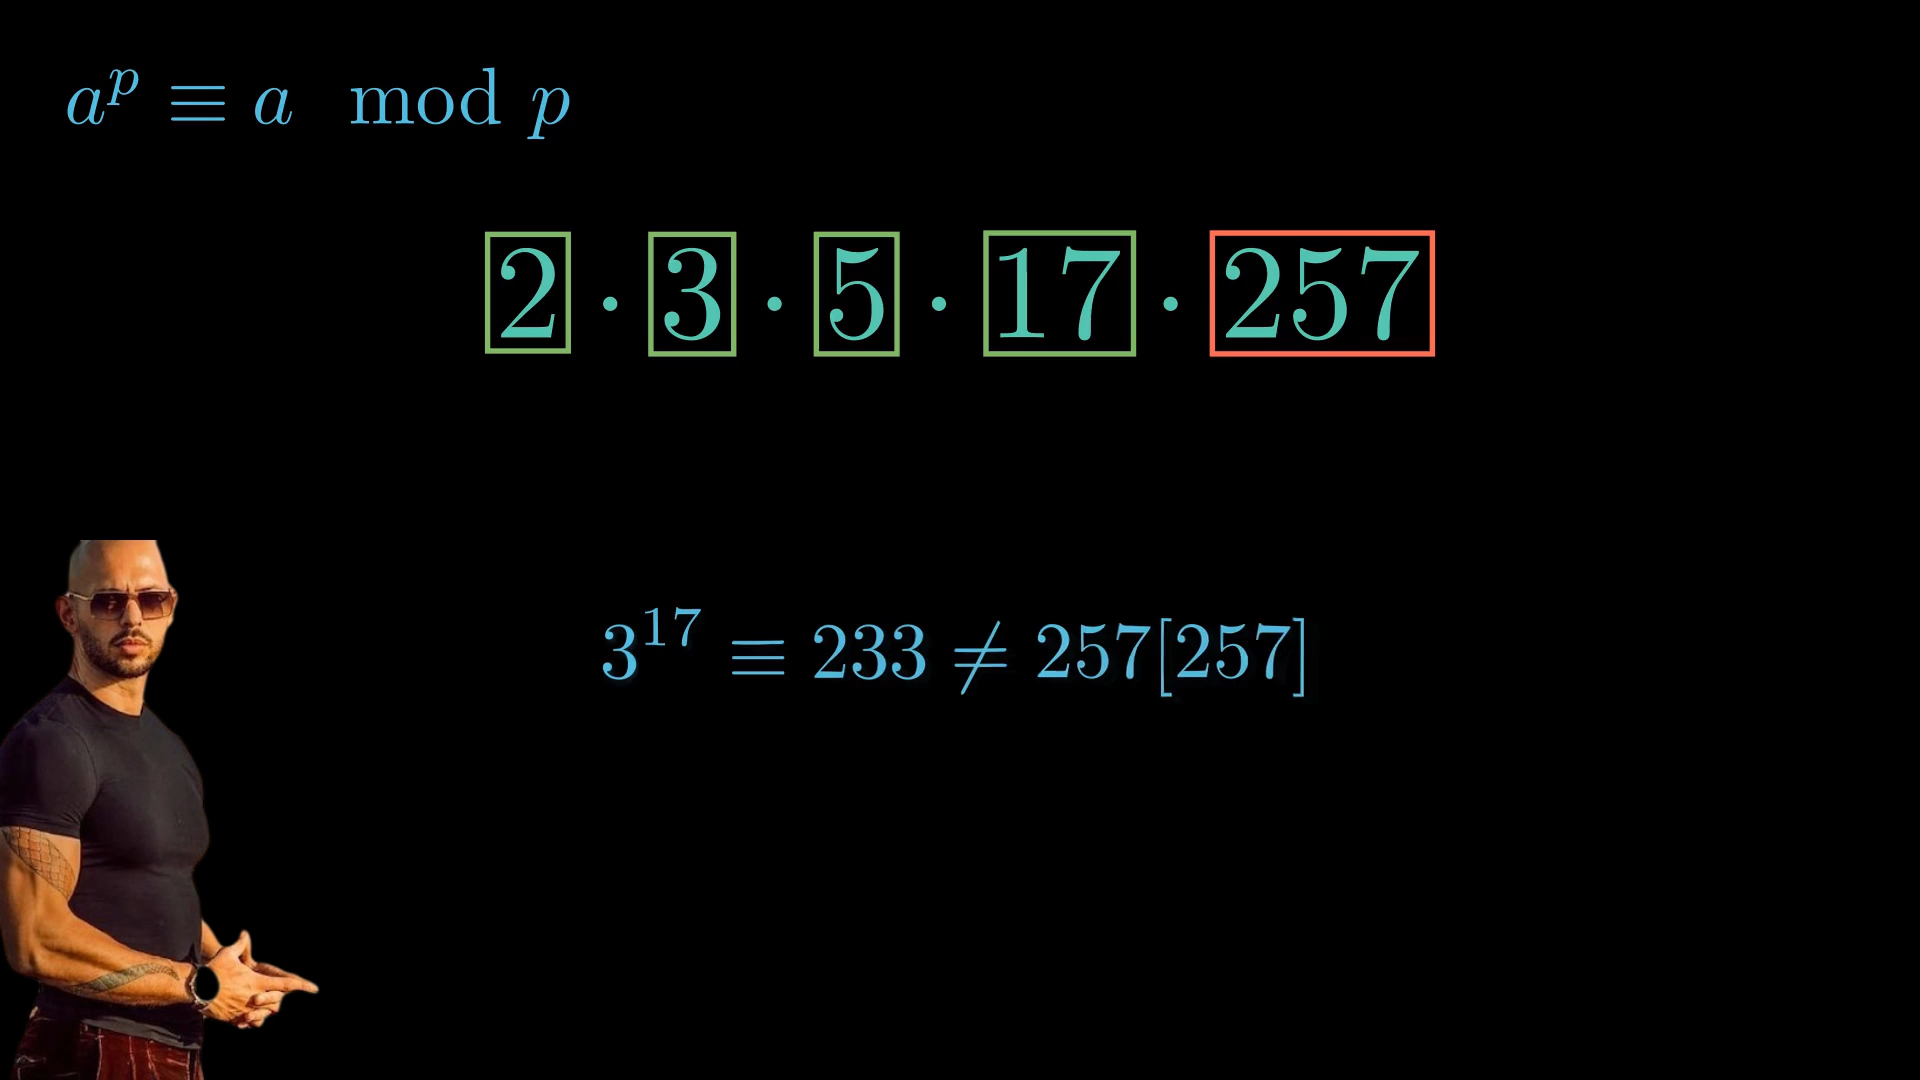 a^p ≡ a mod p
2 · 3 · 5 · 17 · 257
3^17 ≡ 233 ≠ 257[257]